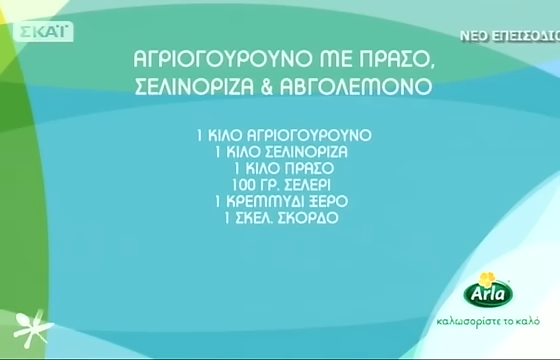 ΣΚΑΪ
ΝΕΟ ΕΠΕΙΣΟΔΙΟ
ΑΓΡΙΟΓΟΥΡΟΥΝΟ ΜΕ ΠΡΑΣΟ,
ΣΕΛΙΝΟΡΙΖΑ & ΑΒΓΟΛΕΜΟΝΟ
1 ΚΙΛΟ ΑΓΡΙΟΓΟΥΡΟΥΝΟ
1 ΚΙΛΟ ΣΕΛΙΝΟΡΙΖΑ
1 ΚΙΛΟ ΠΡΑΣΟ
100 ΓΡ. ΣΕΛΕΡΙ
1 ΚΡΕΜΜΥΔΙ ΞΕΡΟ
1 ΣΚΕΛ. ΣΚΟΡΔΟ
Arla
καλωσορίστε το καλό